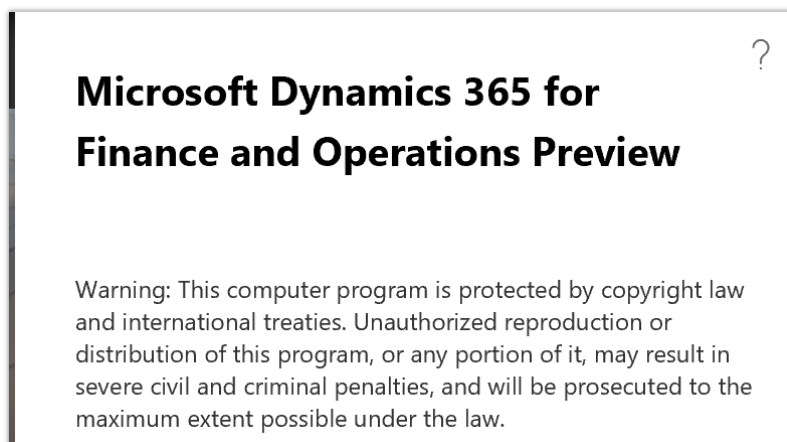 ?
Microsoft Dynamics 365 for
Finance and Operations Preview
Warning: This computer program is protected by copyright law
and international treaties. Unauthorized reproduction or
distribution of this program, or any portion of it, may result in
severe civil and criminal penalties, and will be prosecuted to the
maximum extent possible under the law.